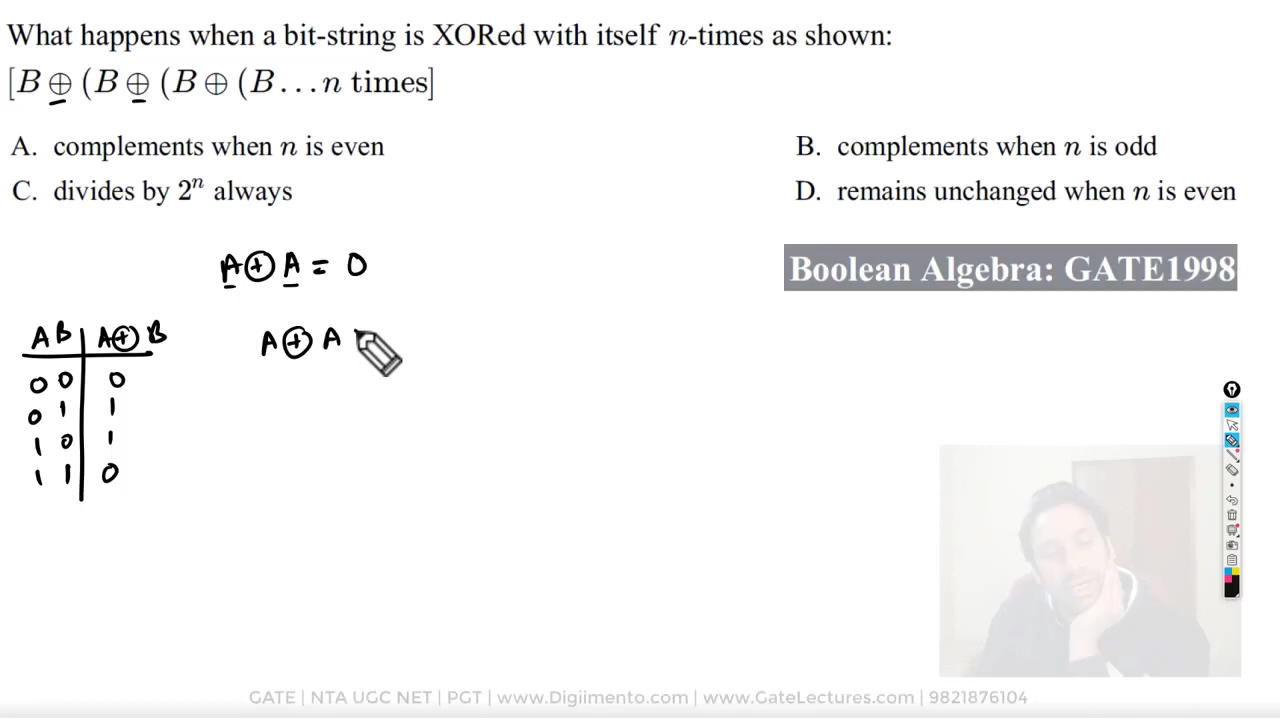 What happens when a bit-string is XORed with itself n-times as shown:
[B ⊕ (B ⊕ (B ⊕ (B ... n times]
A. complements when n is even
B. complements when n is odd
C. divides by 2ⁿ always
D. remains unchanged when n is even
A ⊕ A = 0
Boolean Algebra: GATE1998
A B | A ⊕ B
0 0 | 0
0 1 | 1
1 0 | 1
1 1 | 0
A ⊕ A
GATE | NTA UGC NET | PGT | www.Digiimento.com | www.GateLectures.com | 9821876104